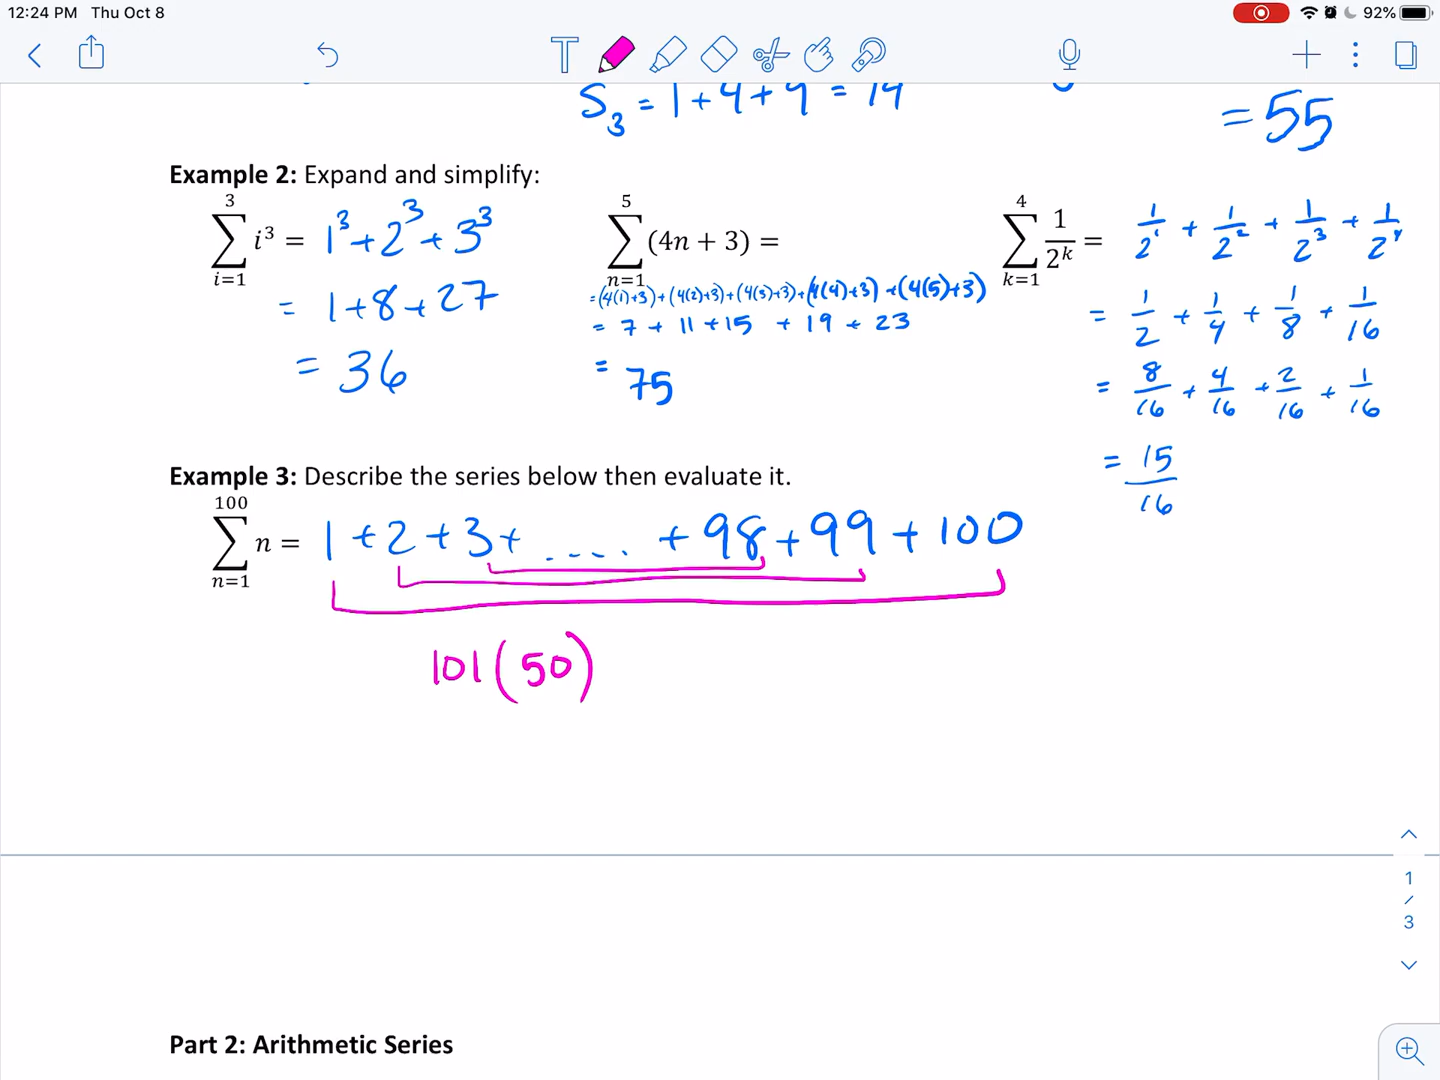 12:24 PM Thu Oct 8 92%
T
S₃ = 1 + 4 + 9 = 14
= 55
Example 2: Expand and simplify:
∑_{i=1}^{3} i³ = 1³ + 2³ + 3³
= 1 + 8 + 27
= 36
∑_{n=1}^{5} (4n + 3) =
= (4(1)+3) + (4(2)+3) + (4(3)+3) + (4(4)+3) + (4(5)+3)
= 7 + 11 + 15 + 19 + 23
= 75
∑_{k=1}^{4} 1/2ᵏ = 1/2¹ + 1/2² + 1/2³ + 1/2⁴
= 1/2 + 1/4 + 1/8 + 1/16
= 8/16 + 4/16 + 2/16 + 1/16
= 15/16
Example 3: Describe the series below then evaluate it.
∑_{n=1}^{100} n = 1 + 2 + 3 + ..... + 98 + 99 + 100
101(50)
1
/
3
Part 2: Arithmetic Series